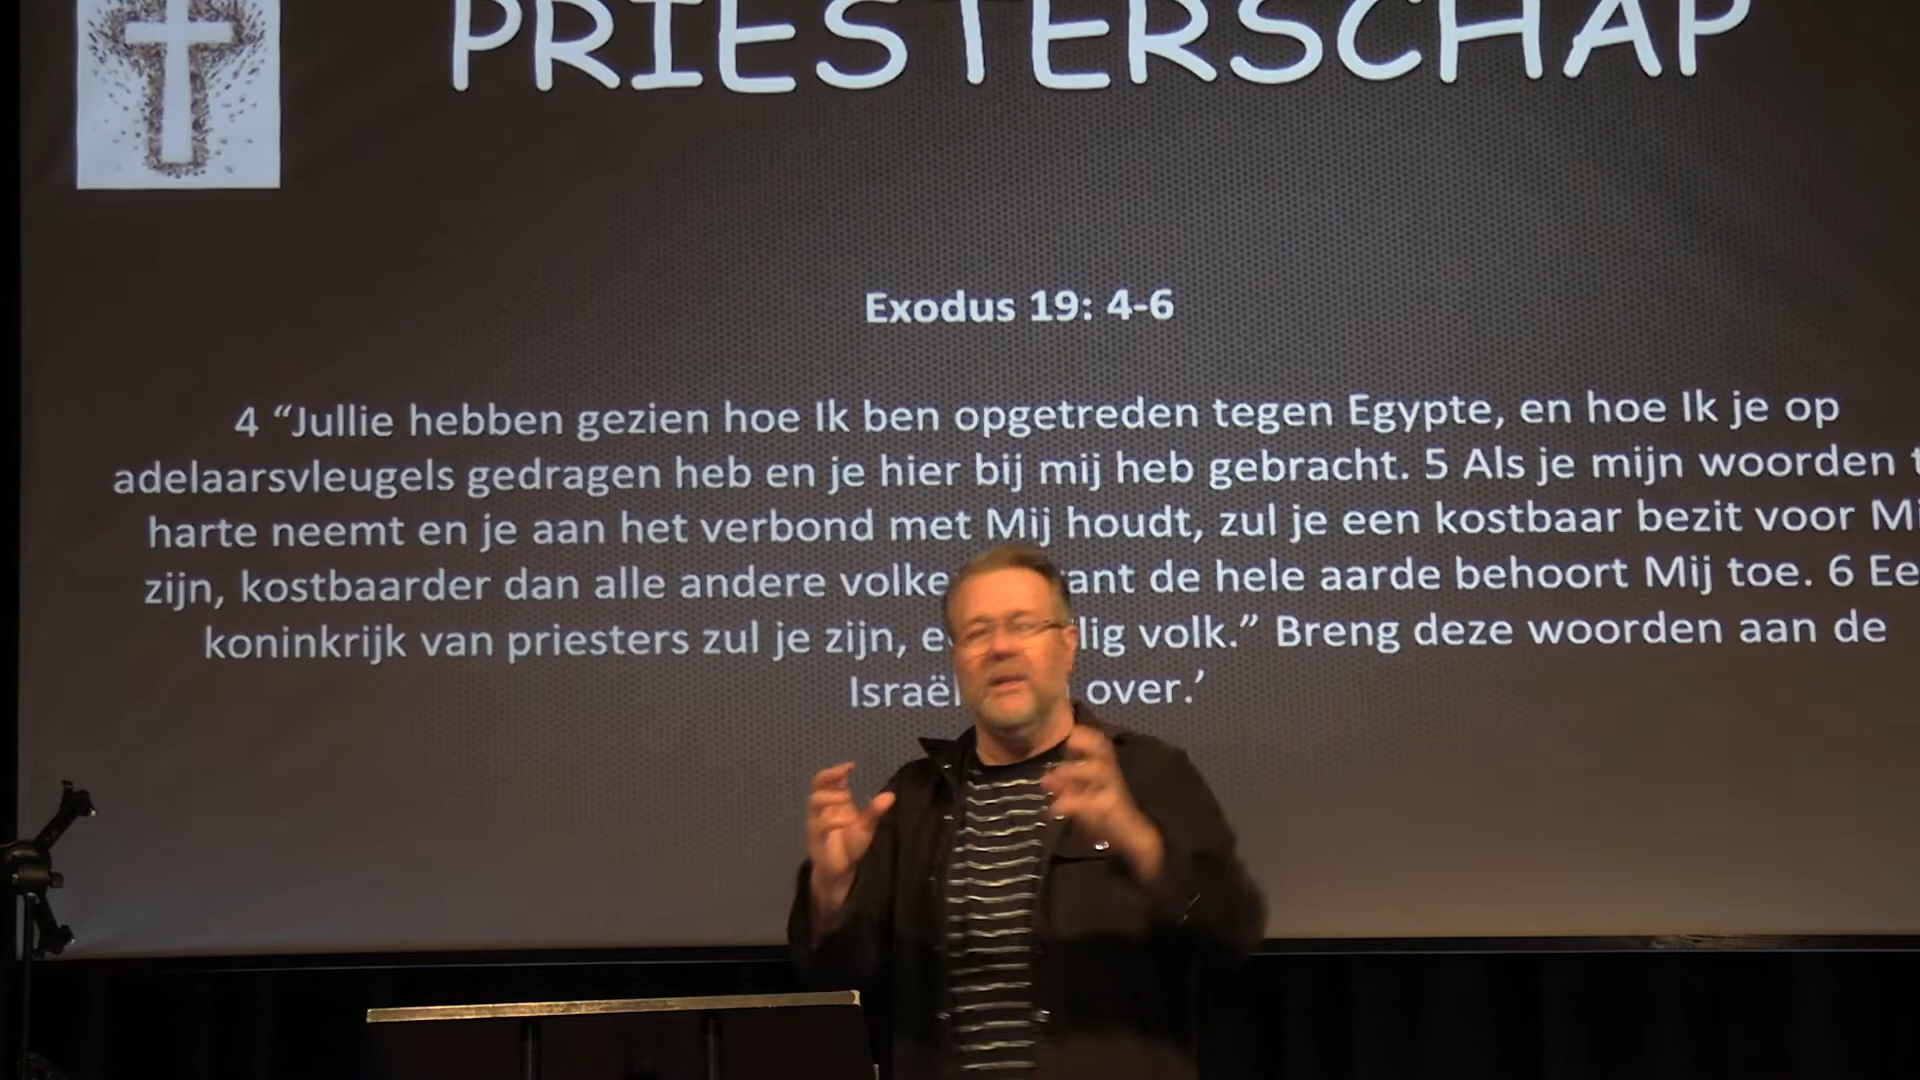 PRIESTERSCHAP
Exodus 19: 4-6
4 “Jullie hebben gezien hoe Ik ben opgetreden tegen Egypte, en hoe Ik je op
adelaarsvleugels gedragen heb en je hier bij mij heb gebracht. 5 Als je mijn woorden
harte neemt en je aan het verbond met Mij houdt, zul je een kostbaar bezit voor
zijn, kostbaarder dan alle andere de hele aarde behoort Mij toe. 6
koninkrijk van priesters zul je zijn, volk.” Breng deze woorden aan de
over.’